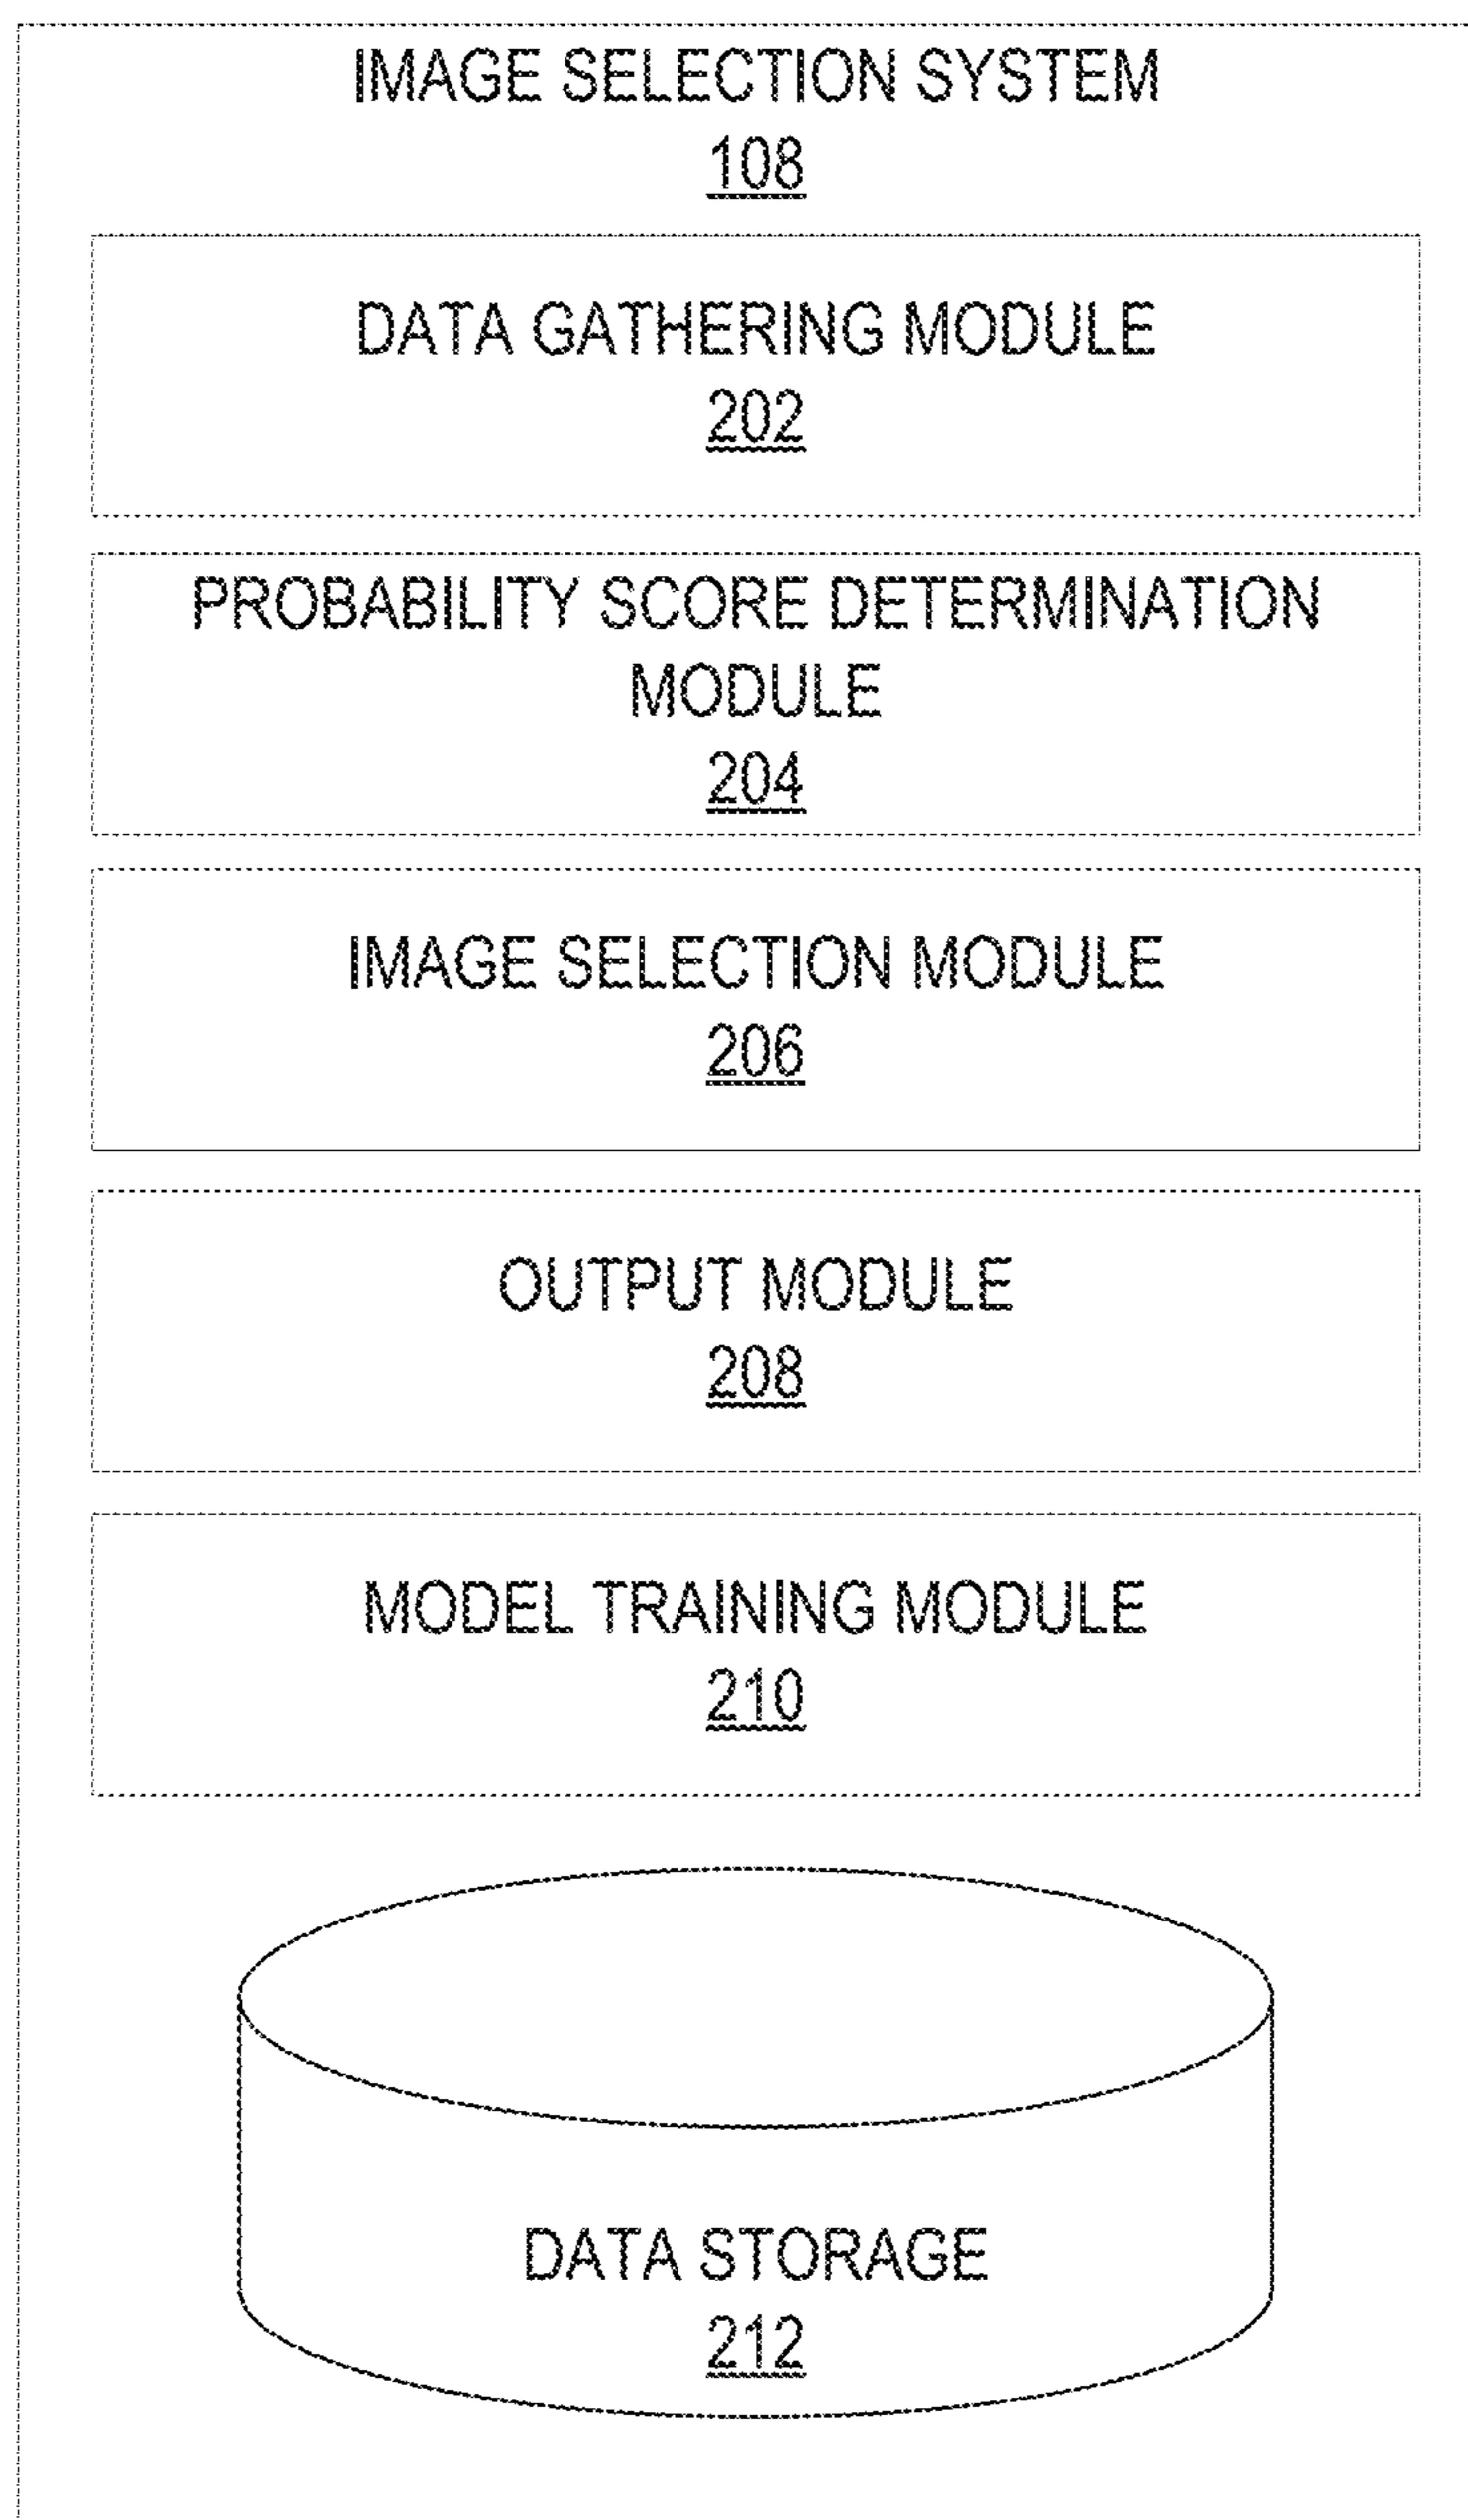 IMAGE SELECTION SYSTEM
108
DATA GATHERING MODULE
202
PROBABILITY SCORE DETERMINATION
MODULE
204
IMAGE SELECTION MODULE
206
OUTPUT MODULE
208
MODEL TRAINING MODULE
210
DATA STORAGE
212